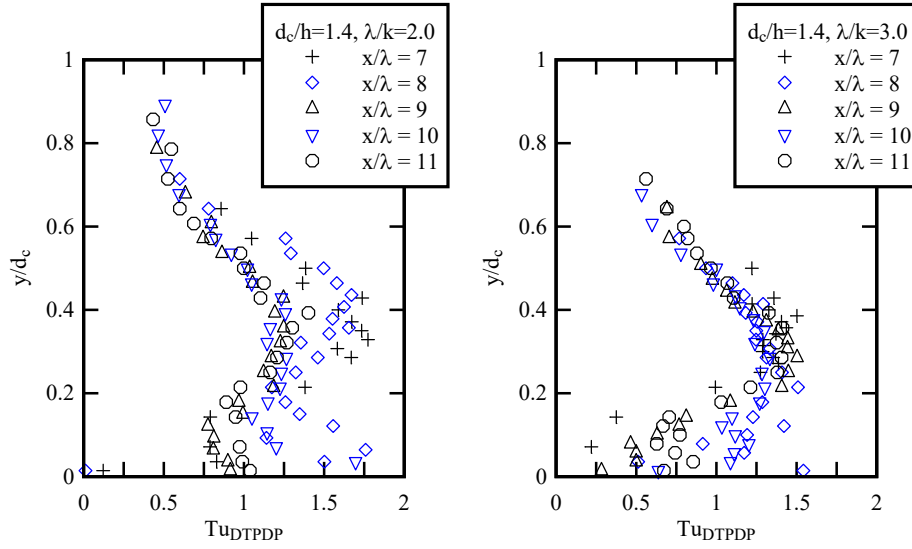 d_c/h=1.4, λ/k=2.0
x/λ = 7
x/λ = 8
x/λ = 9
x/λ = 10
x/λ = 11
1
0.8
0.6
0.4
0.2
0
y/d_c
0 0.5 1 1.5 2
Tu_DTPDP
d_c/h=1.4, λ/k=3.0
x/λ = 7
x/λ = 8
x/λ = 9
x/λ = 10
x/λ = 11
1
0.8
0.6
0.4
0.2
0
y/d_c
0 0.5 1 1.5 2
Tu_DTPDP